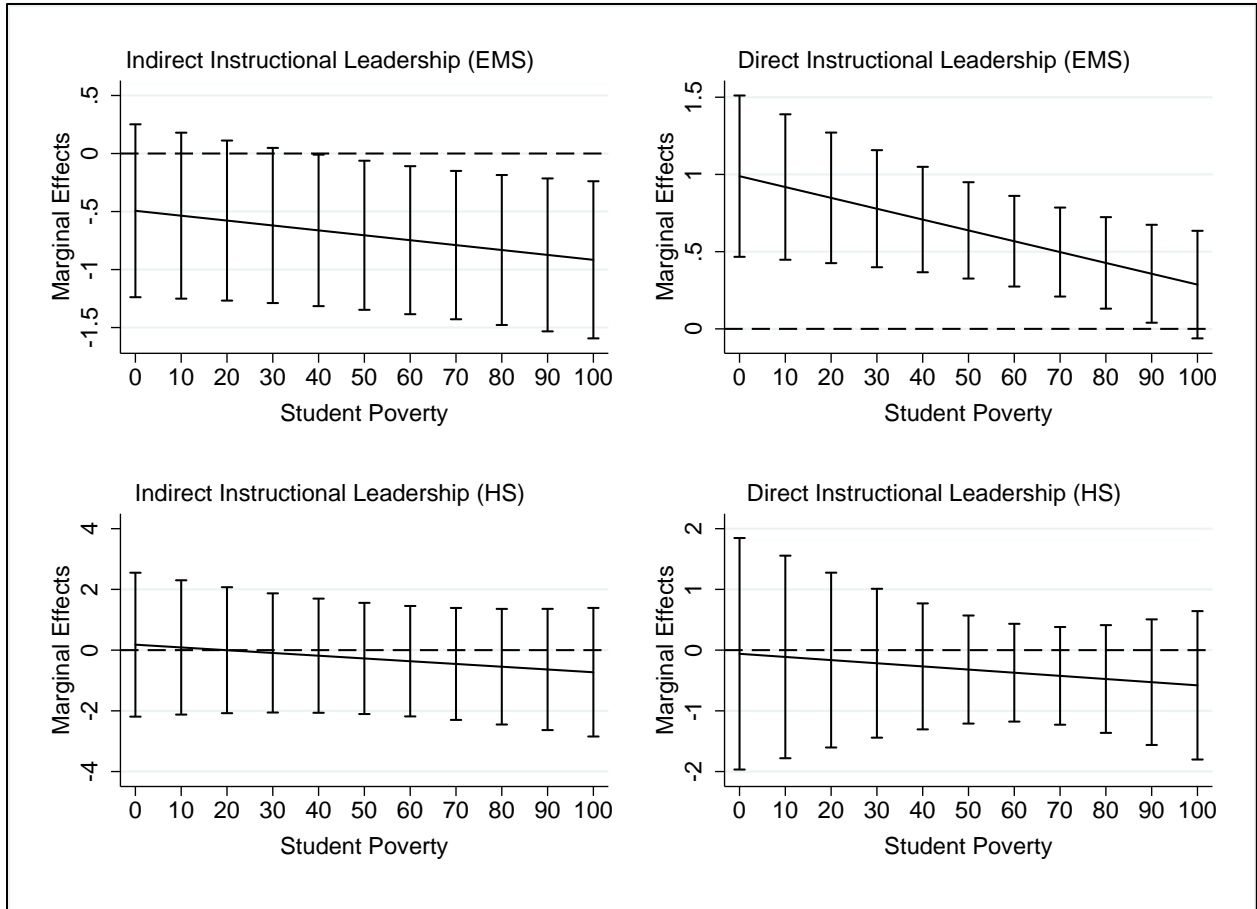 Indirect Instructional Leadership (EMS)
Marginal Effects
.5
0
-.5
-1
-1.5
0 10 20 30 40 50 60 70 80 90 100
Student Poverty
Direct Instructional Leadership (EMS)
Marginal Effects
1.5
1
.5
0
0 10 20 30 40 50 60 70 80 90 100
Student Poverty
Indirect Instructional Leadership (HS)
Marginal Effects
4
2
0
-2
-4
0 10 20 30 40 50 60 70 80 90 100
Student Poverty
Direct Instructional Leadership (HS)
Marginal Effects
2
1
0
-1
-2
0 10 20 30 40 50 60 70 80 90 100
Student Poverty